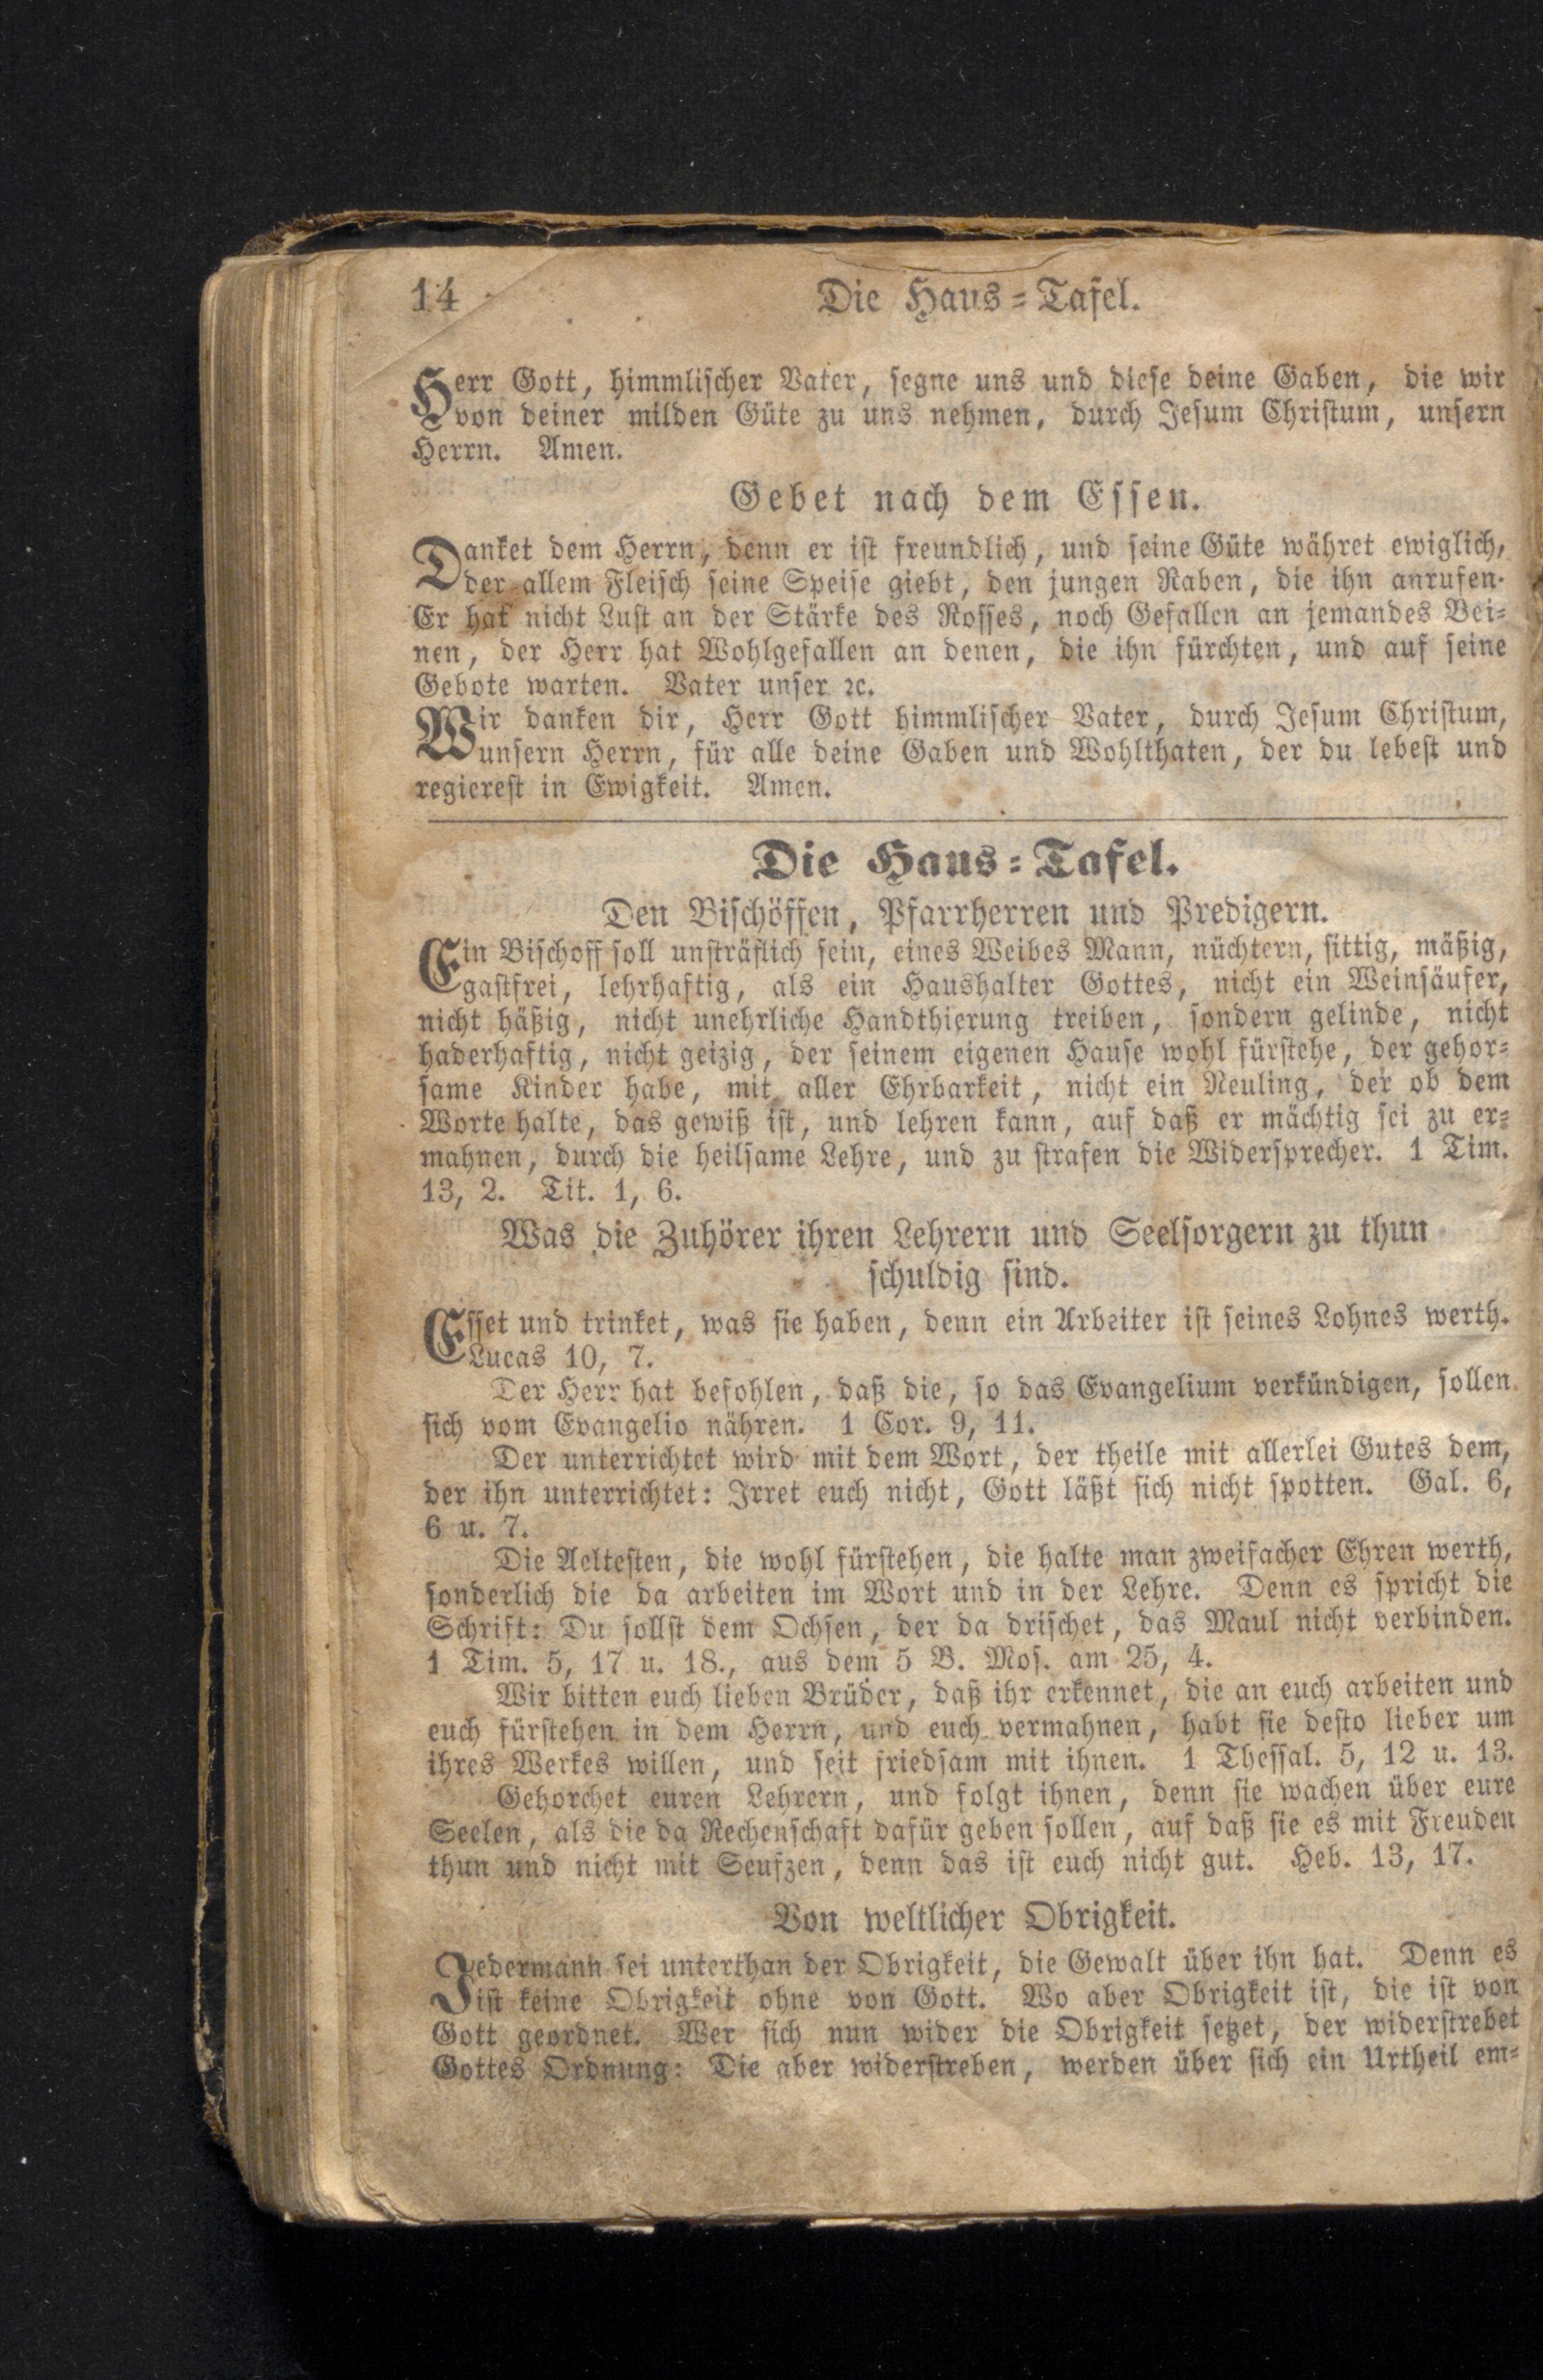 14 Die Haus=Tafel.
Herr Gott, himmlischer Vater, segne uns und diese deine Gaben, die wir
von deiner milden Güte zu uns nehmen, durch Jesum Christum, unsern
Herrn. Amen.
Gebet nach dem Essen.
Danket dem Herrn, denn er ist freundlich, und seine Güte währet ewiglich,
der allem Fleisch seine Speise giebt, den jungen Raben, die ihn anrufen.
Er hat nicht Lust an der Stärke des Rosses, noch Gefallen an jemandes Bei=
nen, der Herr hat Wohlgefallen an denen, die ihn fürchten, und auf seine
Gebote warten. Vater unser ꝛc.
Wir danken dir, Herr Gott himmlischer Vater, durch Jesum Christum,
unsern Herrn, für alle deine Gaben und Wohlthaten, der du lebest und
regierest in Ewigkeit. Amen.
Die Haus=Tafel.
Den Bischöffen, Pfarrherren und Predigern.
Ein Bischoff soll unsträflich sein, eines Weibes Mann, nüchtern, sittig, mäßig,
gastfrei, lehrhaftig, als ein Haushalter Gottes, nicht ein Weinsäufer,
nicht häßig, nicht unehrliche Handthierung treiben, sondern gelinde, nicht
haderhaftig, nicht geizig, der seinem eigenen Hause wohl fürstehe, der gehor=
same Kinder habe, mit aller Ehrbarkeit, nicht ein Neuling, der ob dem
Worte halte, das gewiß ist, und lehren kann, auf daß er mächtig sei zu er=
mahnen, durch die heilsame Lehre, und zu strafen die Widersprecher. 1 Tim.
13, 2. Tit. 1, 6.
Was die Zuhörer ihren Lehrern und Seelsorgern zu thun
schuldig sind.
Esset und trinket, was sie haben, denn ein Arbeiter ist seines Lohnes werth.
Lucas 10, 7.
Der Herr hat befohlen, daß die, so das Evangelium verkündigen, sollen
sich vom Evangelio nähren. 1 Cor. 9, 11.
Der unterrichtet wird mit dem Wort, der theile mit allerlei Gutes dem,
der ihn unterrichtet: Irret euch nicht, Gott läßt sich nicht spotten. Gal. 6,
6 u. 7.
Die Aeltesten, die wohl fürstehen, die halte man zweifacher Ehren werth,
sonderlich die da arbeiten im Wort und in der Lehre. Denn es spricht die
Schrift: Du sollst dem Ochsen, der da drischet, das Maul nicht verbinden.
1 Tim. 5, 17 u. 18., aus dem 5 B. Mos. am 25, 4.
Wir bitten euch lieben Brüder, daß ihr erkennet, die an euch arbeiten und
euch fürstehen in dem Herrn, und euch vermahnen, habt sie desto lieber um
ihres Werkes willen, und seit friedsam mit ihnen. 1 Thessal. 5, 12 u. 13.
Gehorchet euren Lehrern, und folgt ihnen, denn sie wachen über eure
Seelen, als die da Rechenschaft dafür geben sollen, auf daß sie es mit Freuden
thun und nicht mit Seufzen, denn das ist euch nicht gut. Heb. 13, 17.
Von weltlicher Obrigkeit.
Jedermann sei unterthan der Obrigkeit, die Gewalt über ihn hat. Denn es
ist keine Obrigkeit ohne von Gott. Wo aber Obrigkeit ist, die ist von
Gott geordnet. Wer sich nun wider die Obrigkeit setzet, der widerstrebet
Gottes Ordnung: Die aber widerstreben, werden über sich ein Urtheil em=